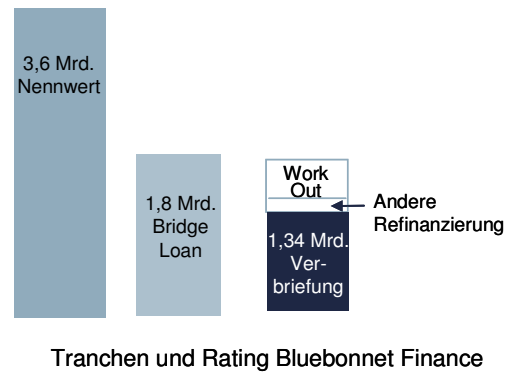 3,6 Mrd.
Nennwert
1,8 Mrd.
Bridge
Loan
Work
Out
1,34 Mrd.
Ver-
briefung
Andere
Refinanzierung
Tranchen und Rating Bluebonnet Finance